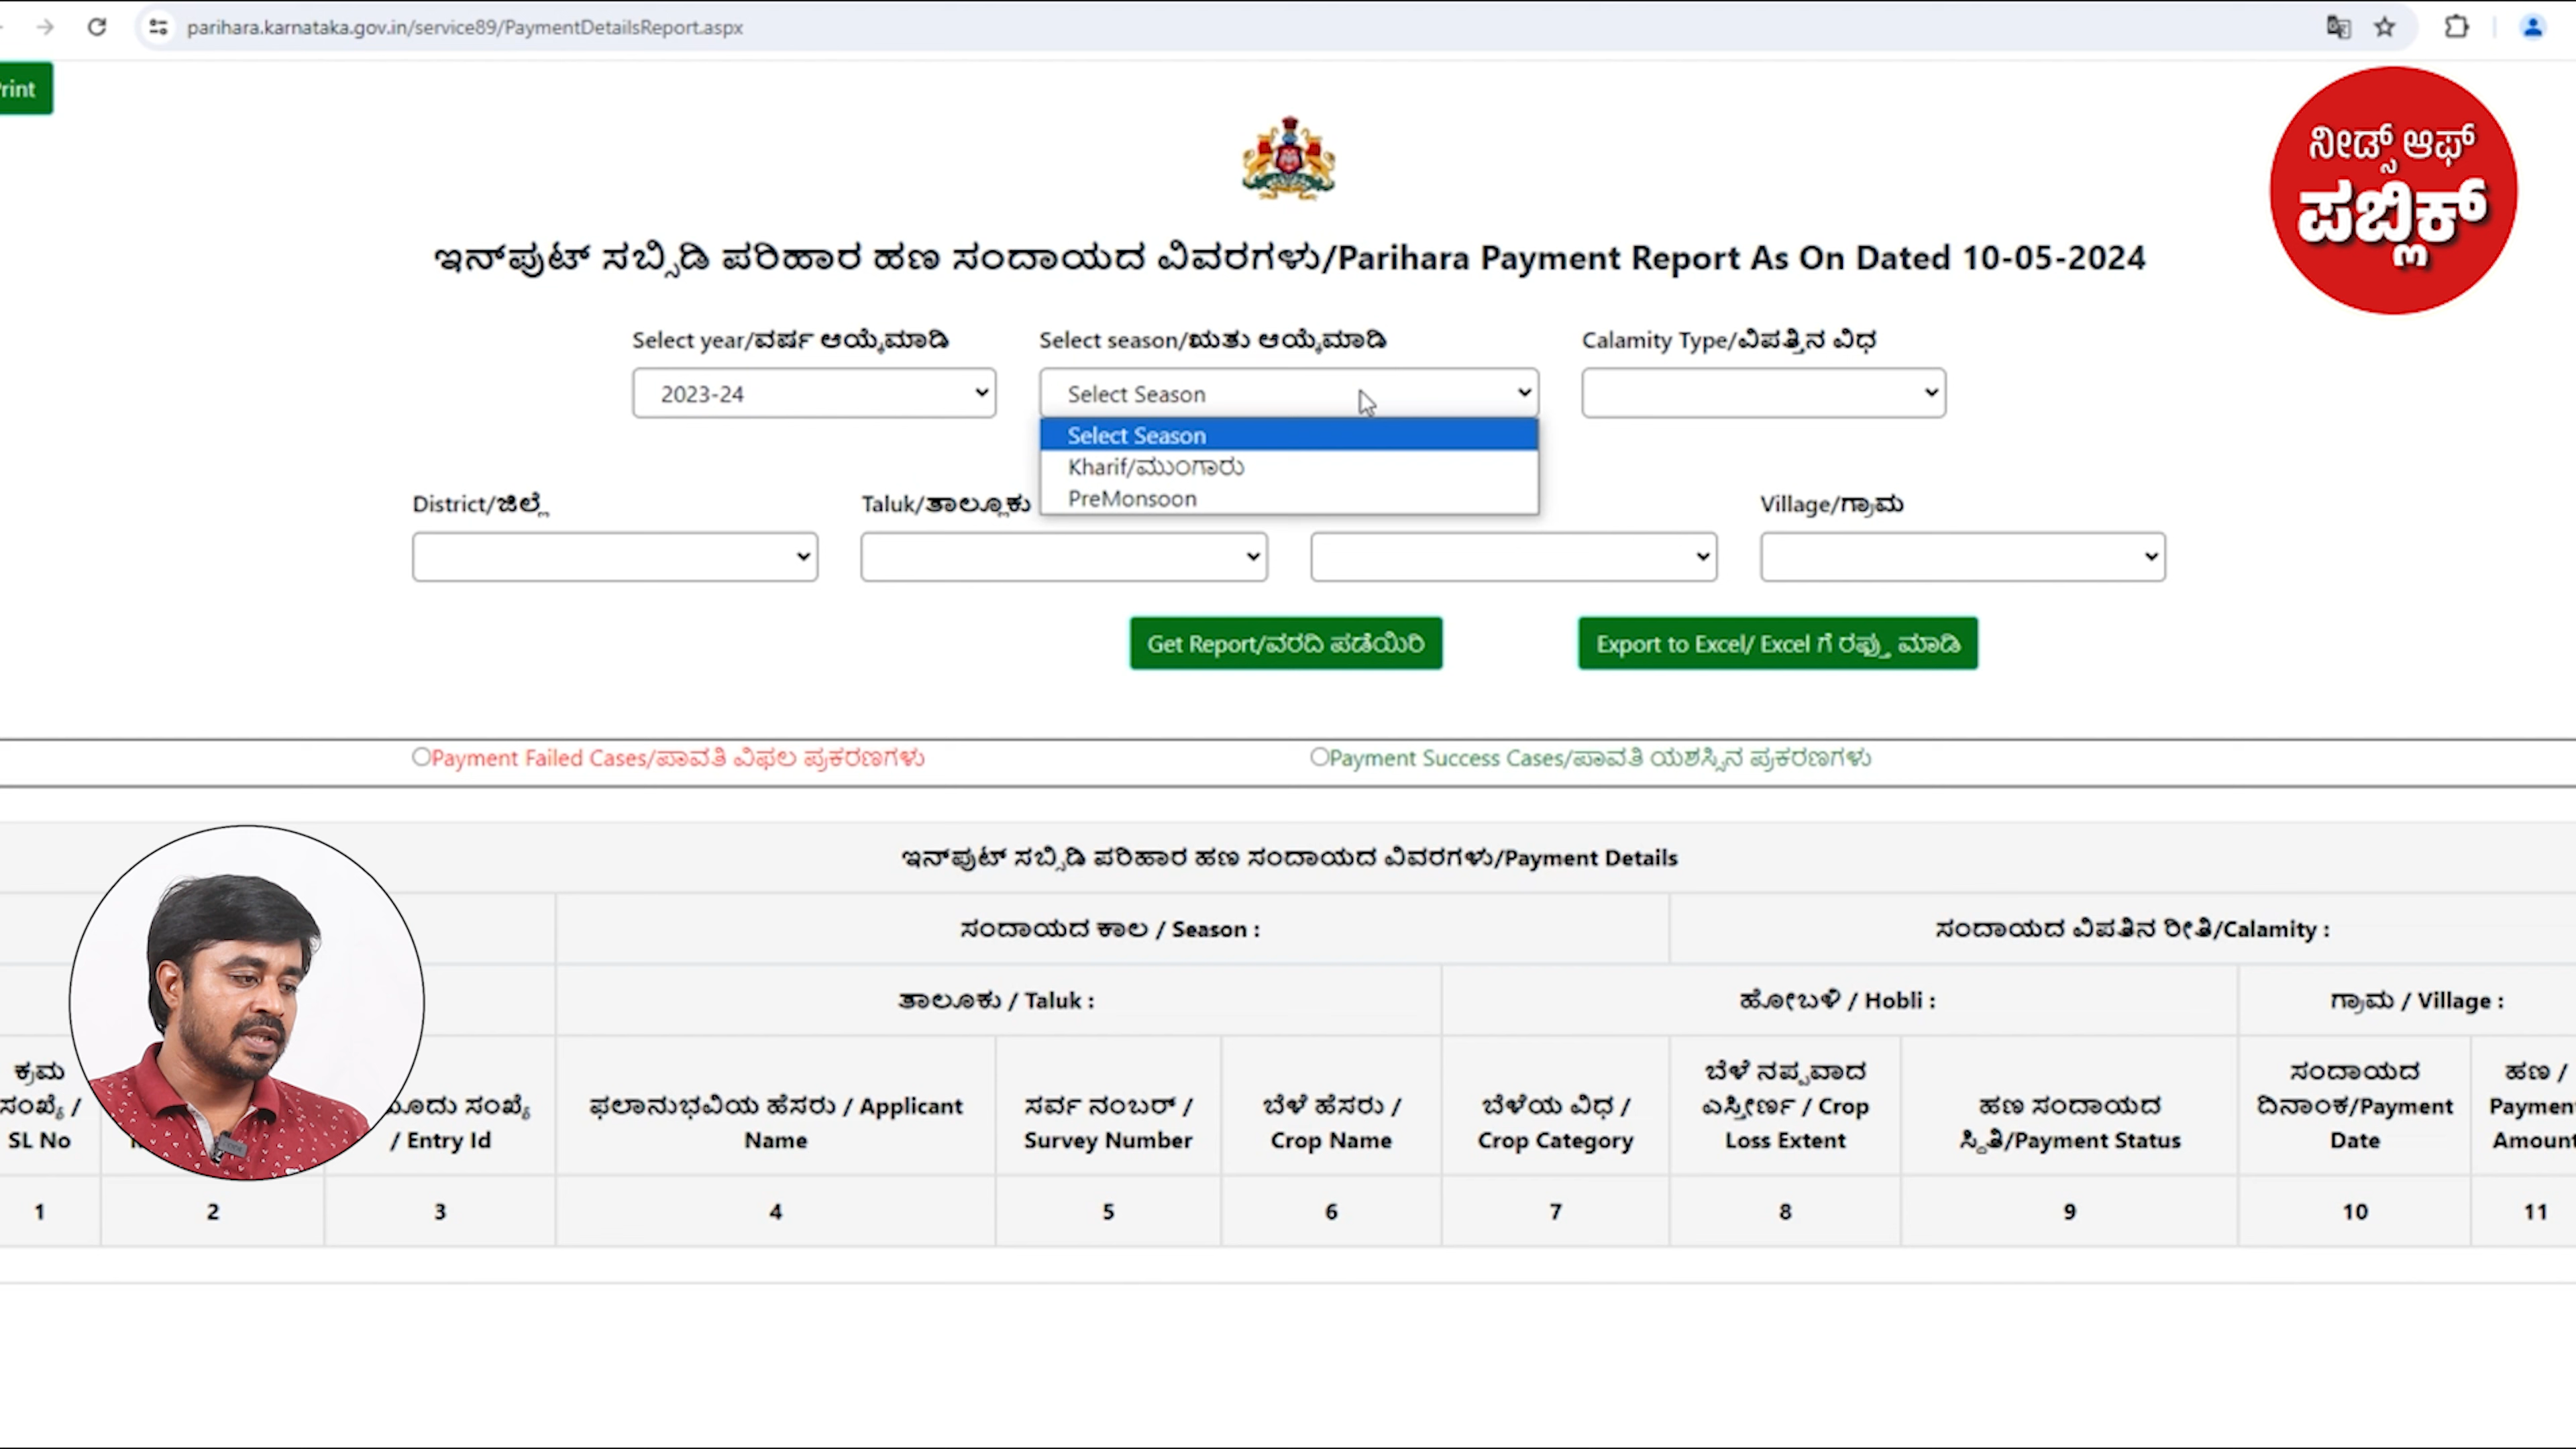 parihara.karnataka.gov.in/service89/PaymentDetailsReport.aspx
rint
ನೀಡ್ಸ್ ಆಫ್
ಪಬ್ಲಿಕ್
ಇನ್‌ಪುಟ್ ಸಬ್ಸಿಡಿ ಪರಿಹಾರ ಹಣ ಸಂದಾಯದ ವಿವರಗಳು/Parihara Payment Report As On Dated 10-05-2024
Select year/ವರ್ಷ ಆಯ್ಕೆಮಾಡಿ
Select season/ಋತು ಆಯ್ಕೆಮಾಡಿ
Calamity Type/ವಿಪತ್ತಿನ ವಿಧ
2023-24
Select Season
Select Season
Kharif/ಮುಂಗಾರು
PreMonsoon
District/ಜಿಲ್ಲೆ
Taluk/ತಾಲ್ಲೂಕು
Village/ಗ್ರಾಮ
Get Report/ವರದಿ ಪಡೆಯಿರಿ
Export to Excel/ Excel ಗೆ ರಫ್ತು ಮಾಡಿ
Payment Failed Cases/ಪಾವತಿ ವಿಫಲ ಪ್ರಕರಣಗಳು
Payment Success Cases/ಪಾವತಿ ಯಶಸ್ಸಿನ ಪ್ರಕರಣಗಳು
ಇನ್‌ಪುಟ್ ಸಬ್ಸಿಡಿ ಪರಿಹಾರ ಹಣ ಸಂದಾಯದ ವಿವರಗಳು/Payment Details
ಸಂದಾಯದ ಕಾಲ / Season :
ಸಂದಾಯದ ವಿಪತಿನ ರೀತಿ/Calamity :
ತಾಲೂಕು / Taluk :
ಹೋಬಳಿ / Hobli :
ಗ್ರಾಮ / Village :
ಕ್ರಮ
ಸಂಖ್ಯೆ /
SL No
ಸಂಖ್ಯೆ
/ Entry Id
ಫಲಾನುಭವಿಯ ಹೆಸರು / Applicant
Name
ಸರ್ವೆ ನಂಬರ್ /
Survey Number
ಬೆಳೆ ಹೆಸರು /
Crop Name
ಬೆಳೆಯ ವಿಧ /
Crop Category
ಬೆಳೆ ನಷ್ಟವಾದ
ವಿಸ್ತೀರ್ಣ / Crop
Loss Extent
ಹಣ ಸಂದಾಯದ
ಸ್ಥಿತಿ/Payment Status
ಸಂದಾಯದ
ದಿನಾಂಕ/Payment
Date
ಹಣ /
Paymen
Amoun
1 2 3 4 5 6 7 8 9 10 11